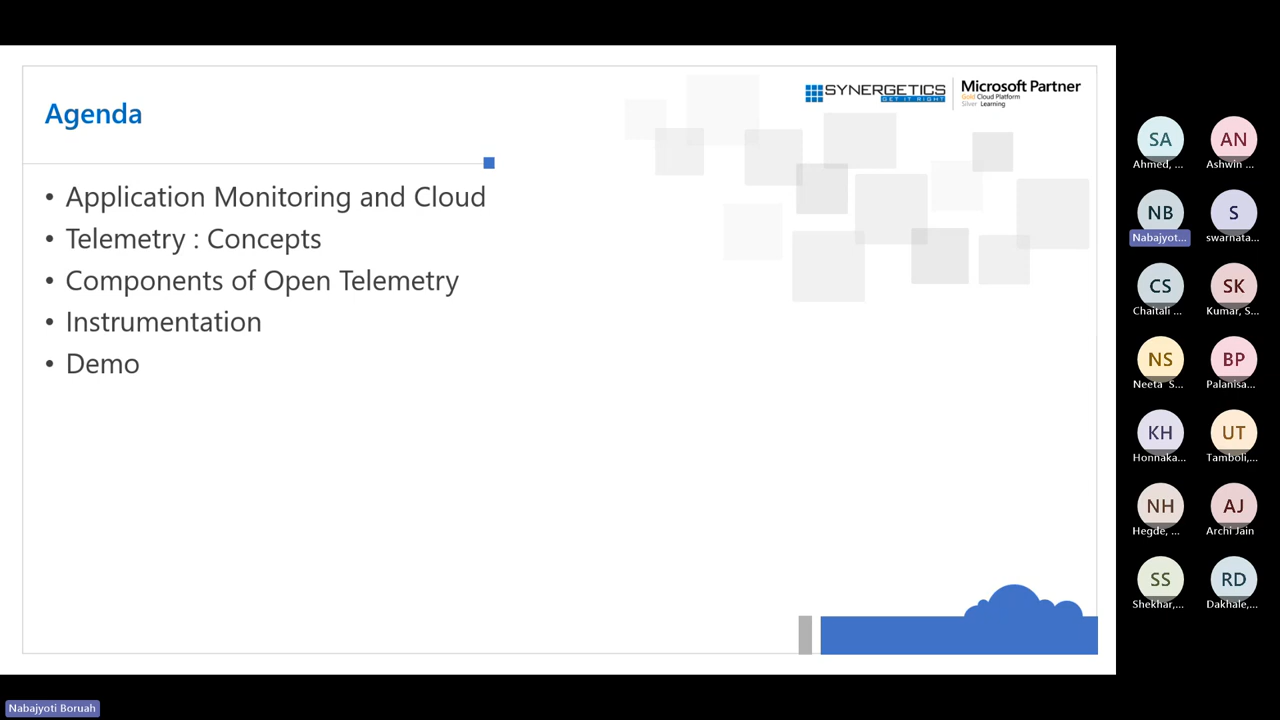 Agenda
SYNERGETICS
GET IT RIGHT
Microsoft Partner
Gold Cloud Platform
Silver Learning
• Application Monitoring and Cloud
• Telemetry : Concepts
• Components of Open Telemetry
• Instrumentation
• Demo
SA AN
Ahmed, ... Ashwin ...
NB S
Nabajyot... swarnata...
CS SK
Chaitali ... Kumar, S...
NS BP
Neeta S... Palanisa...
KH UT
Honnaka... Tamboli,...
NH AJ
Hegde, ... Archi Jain
SS RD
Shekhar,... Dakhale,...
Nabajyoti Boruah